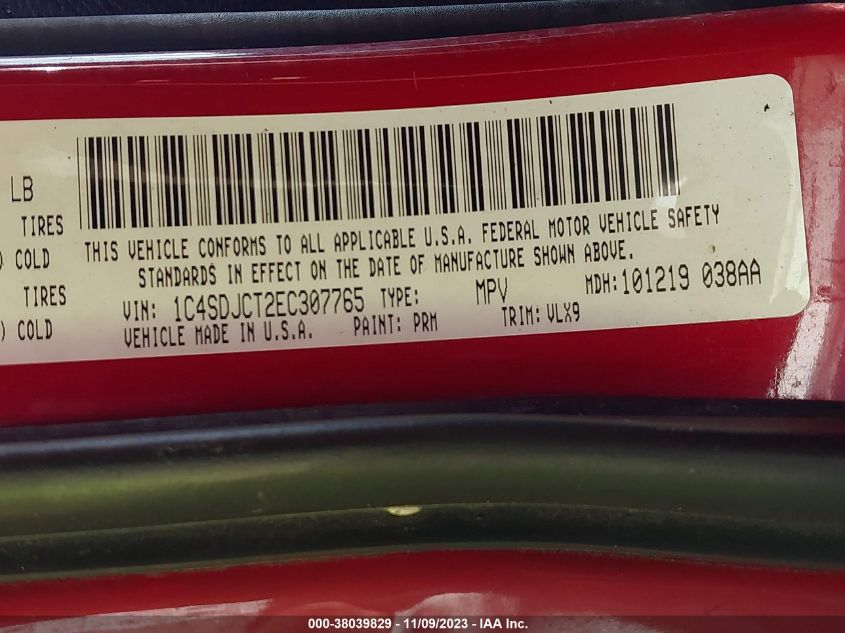 LB
TIRES
) COLD
TIRES
) COLD
THIS VEHICLE CONFORMS TO ALL APPLICABLE U.S.A. FEDERAL MOTOR VEHICLE SAFETY
STANDARDS IN EFFECT ON THE DATE OF MANUFACTURE SHOWN ABOVE.
VIN: 1C4SDJCT2EC307765 TYPE: MPV MDH:101219 038AA
VEHICLE MADE IN U.S.A. PAINT: PRM TRIM: VLX9
000-38039829 - 11/09/2023 - IAA Inc.